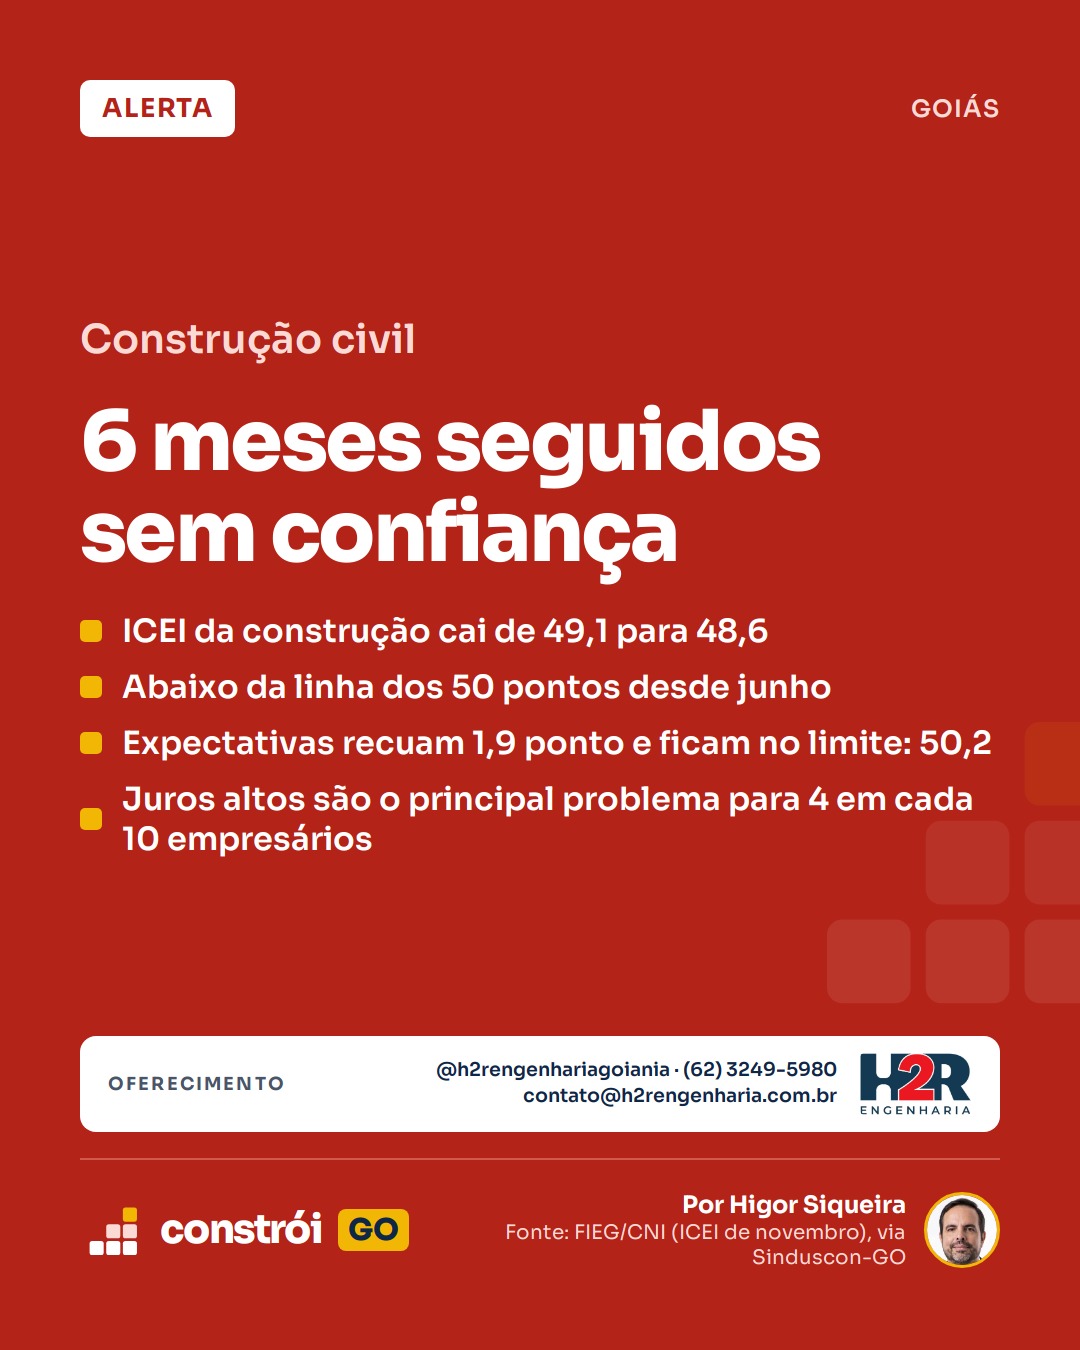 ALERTA
GOIÁS
Construção civil
6 meses seguidos
sem confiança
ICEI da construção cai de 49,1 para 48,6
Abaixo da linha dos 50 pontos desde junho
Expectativas recuam 1,9 ponto e ficam no limite: 50,2
Juros altos são o principal problema para 4 em cada
10 empresários
OFERECIMENTO
@h2rengenhariagoiania · (62) 3249-5980
contato@h2rengenharia.com.br
H2R
ENGENHARIA
constrói GO
Por Higor Siqueira
Fonte: FIEG/CNI (ICEI de novembro), via
Sinduscon-GO